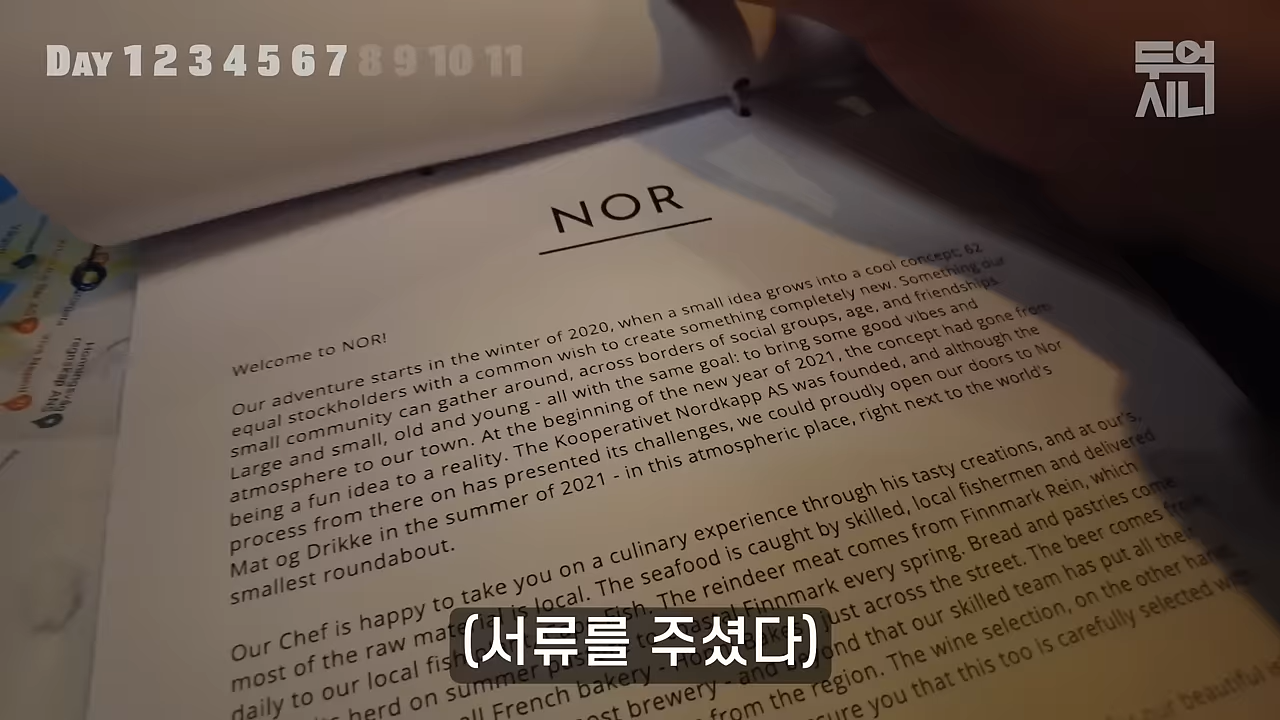 DAY 1 2 3 4 5 6 7 8 9 10 11
두어
시니
NOR
Welcome to NOR!
Our adventure starts in the winter of 2020, when a small idea grows into a cool concept; 62
equal stockholders with a common wish to create something completely new. Something our
small community can gather around, across borders of social groups, age, and friendships.
Large and small, old and young - all with the same goal: to bring some good vibes and
atmosphere to our town. At the beginning of the new year of 2021, the concept had gone from
being a fun idea to a reality. The Kooperativet Nordkapp AS was founded, and although the
process from there on has presented its challenges, we could proudly open our doors to Nor
Mat og Drikke in the summer of 2021 - in this atmospheric place, right next to the world's
smallest roundabout.
Our Chef is happy to take you on a culinary experience through his tasty creations, and at our's,
most of the raw material is local. The seafood is caught by skilled, local fishermen and delivered
daily to our local Fish. The reindeer meat comes from Finnmark Rein, which
herd on summer Finnmark every spring. Bread and pastries come
French bakery - just across the street. The beer comes from
brewery - and beyond that our skilled team has put all their
from the region. The wine selection, on the other hand
sure you that this too is carefully selected
our beautiful
(서류를 주셨다)